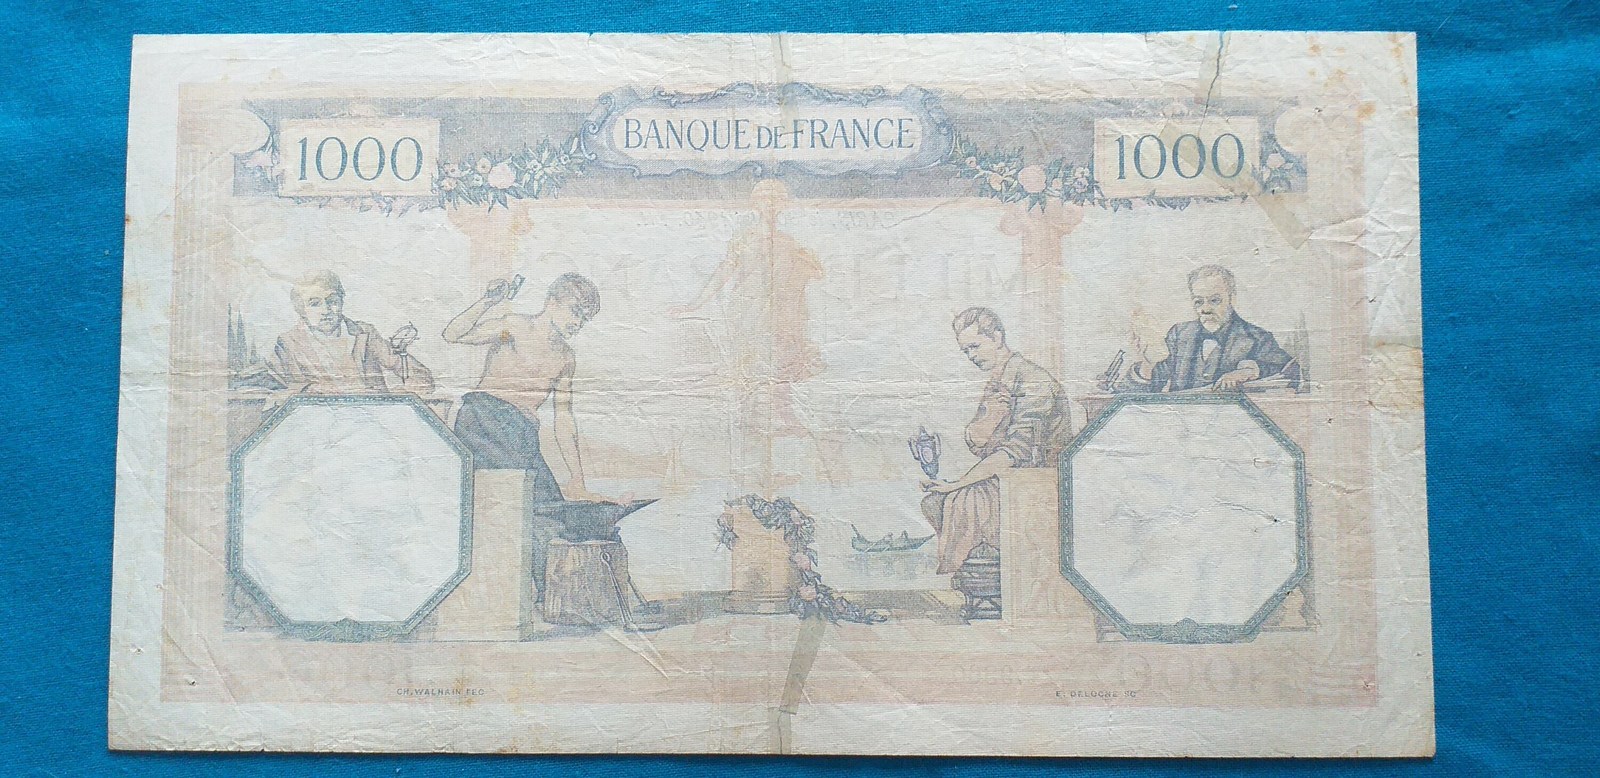 1000
BANQUE DE FRANCE
1000
CH. WALHAIN FEC
E. DELOCHE SC